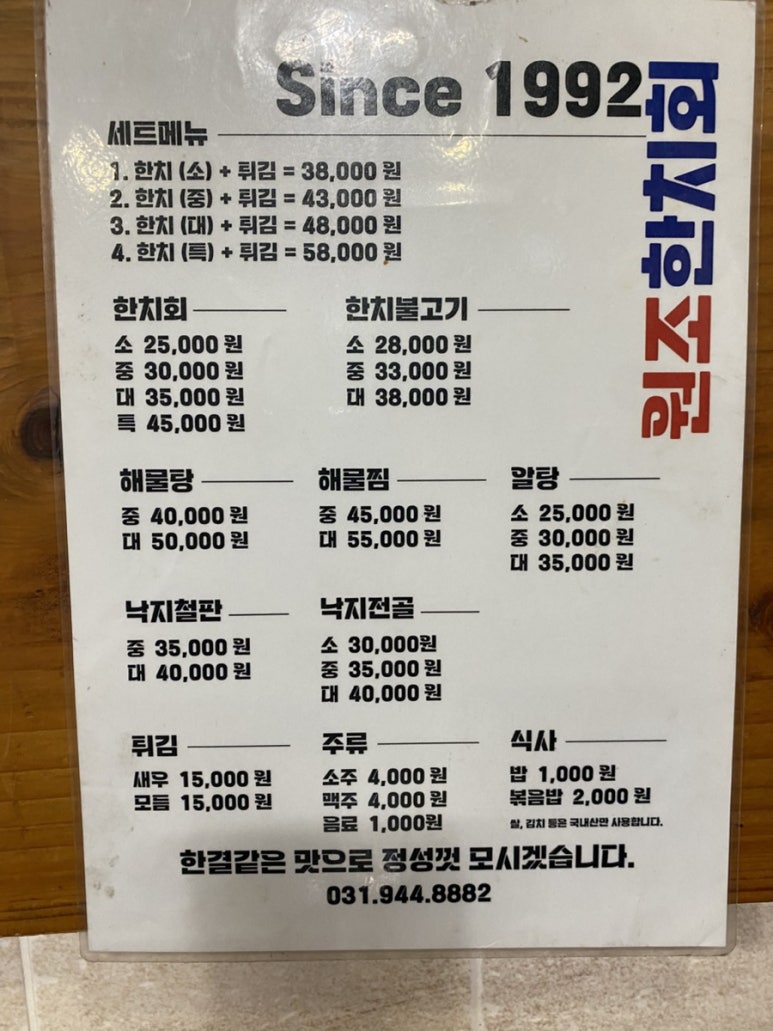 Since 1992
원조한치회
세트메뉴
1. 한치 (소) + 튀김 = 38,000 원
2. 한치 (중) + 튀김 = 43,000 원
3. 한치 (대) + 튀김 = 48,000 원
4. 한치 (특) + 튀김 = 58,000 원
한치회
소 25,000 원
중 30,000 원
대 35,000 원
특 45,000 원
한치불고기
소 28,000 원
중 33,000 원
대 38,000 원
해물탕
중 40,000 원
대 50,000 원
해물찜
중 45,000 원
대 55,000 원
알탕
소 25,000 원
중 30,000 원
대 35,000 원
낙지철판
중 35,000 원
대 40,000 원
낙지전골
소 30,000원
중 35,000 원
대 40,000 원
튀김
새우 15,000 원
모듬 15,000 원
주류
소주 4,000 원
맥주 4,000 원
음료 1,000원
식사
밥 1,000 원
볶음밥 2,000 원
쌀, 김치 등은 국내산만 사용합니다.
한결같은 맛으로 정성껏 모시겠습니다.
031.944.8882